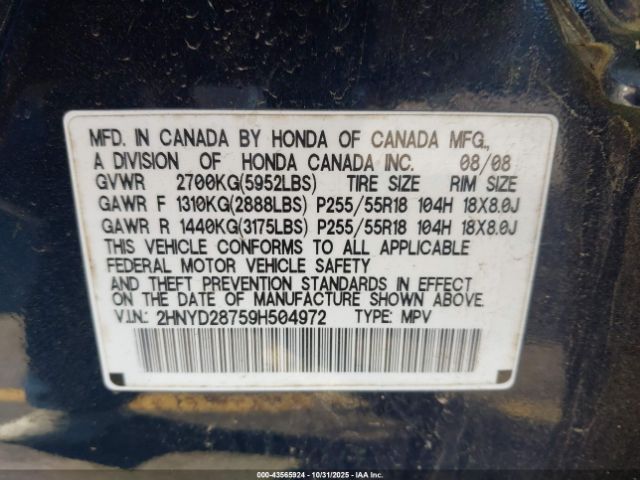 MFD. IN CANADA BY HONDA OF CANADA MFG.,
A DIVISION OF HONDA CANADA INC. 08/08
GVWR 2700KG(5952LBS) TIRE SIZE RIM SIZE
GAWR F 1310KG(2888LBS) P255/55R18 104H 18X8.0J
GAWR R 1440KG(3175LBS) P255/55R18 104H 18X8.0J
THIS VEHICLE CONFORMS TO ALL APPLICABLE
FEDERAL MOTOR VEHICLE SAFETY
AND THEFT PREVENTION STANDARDS IN EFFECT
ON THE DATE OF MANUFACTURE SHOWN ABOVE.
V.I.N.: 2HNYD28759H504972 TYPE: MPV
000-43565924 | 10/31/2025 | IAA Inc.